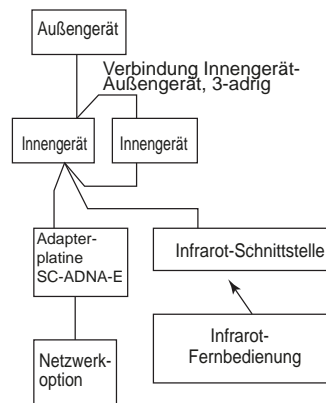 Außengerät
Verbindung Innengerät-
Außengerät, 3-adrig
Innengerät
Innengerät
Adapter-
platine
SC-ADNA-E
Infrarot-Schnittstelle
Netzwerk-
option
Infrarot-
Fernbedienung